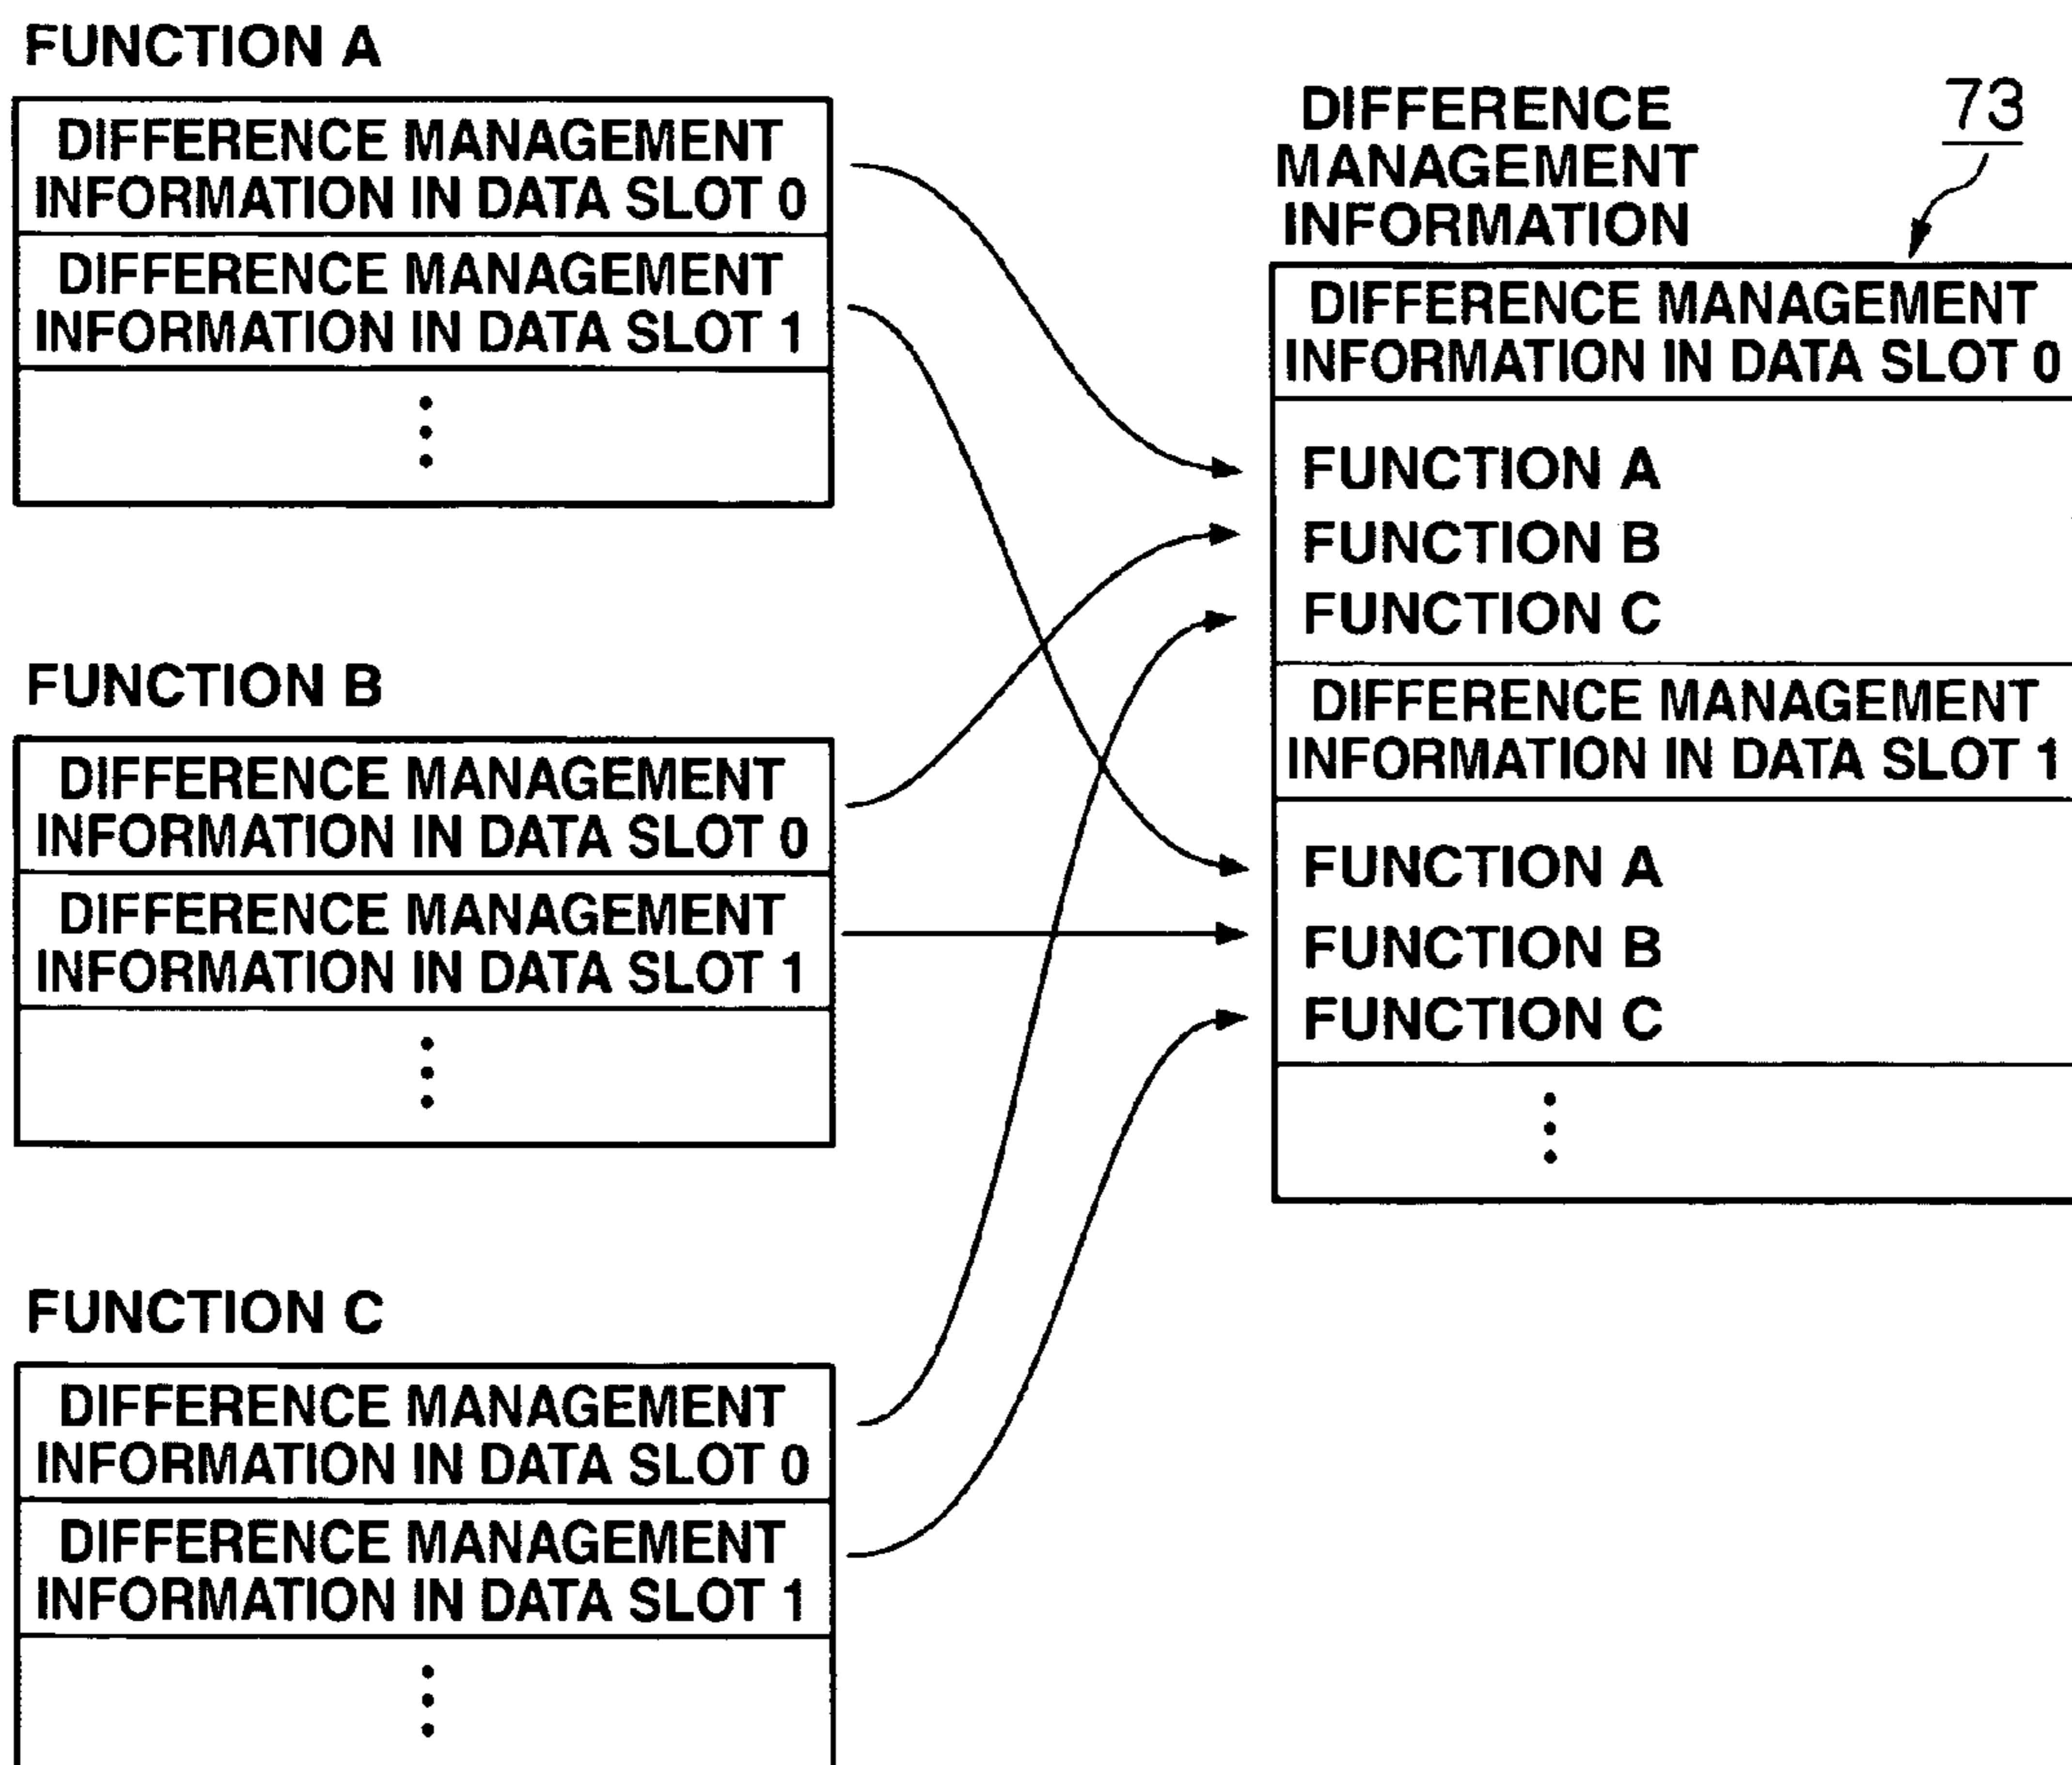 FUNCTION A
DIFFERENCE MANAGEMENT
INFORMATION IN DATA SLOT 0
DIFFERENCE MANAGEMENT
INFORMATION IN DATA SLOT 1
FUNCTION B
DIFFERENCE MANAGEMENT
INFORMATION IN DATA SLOT 0
DIFFERENCE MANAGEMENT
INFORMATION IN DATA SLOT 1
FUNCTION C
DIFFERENCE MANAGEMENT
INFORMATION IN DATA SLOT 0
DIFFERENCE MANAGEMENT
INFORMATION IN DATA SLOT 1
DIFFERENCE
MANAGEMENT
INFORMATION
73
DIFFERENCE MANAGEMENT
INFORMATION IN DATA SLOT 0
FUNCTION A
FUNCTION B
FUNCTION C
DIFFERENCE MANAGEMENT
INFORMATION IN DATA SLOT 1
FUNCTION A
FUNCTION B
FUNCTION C